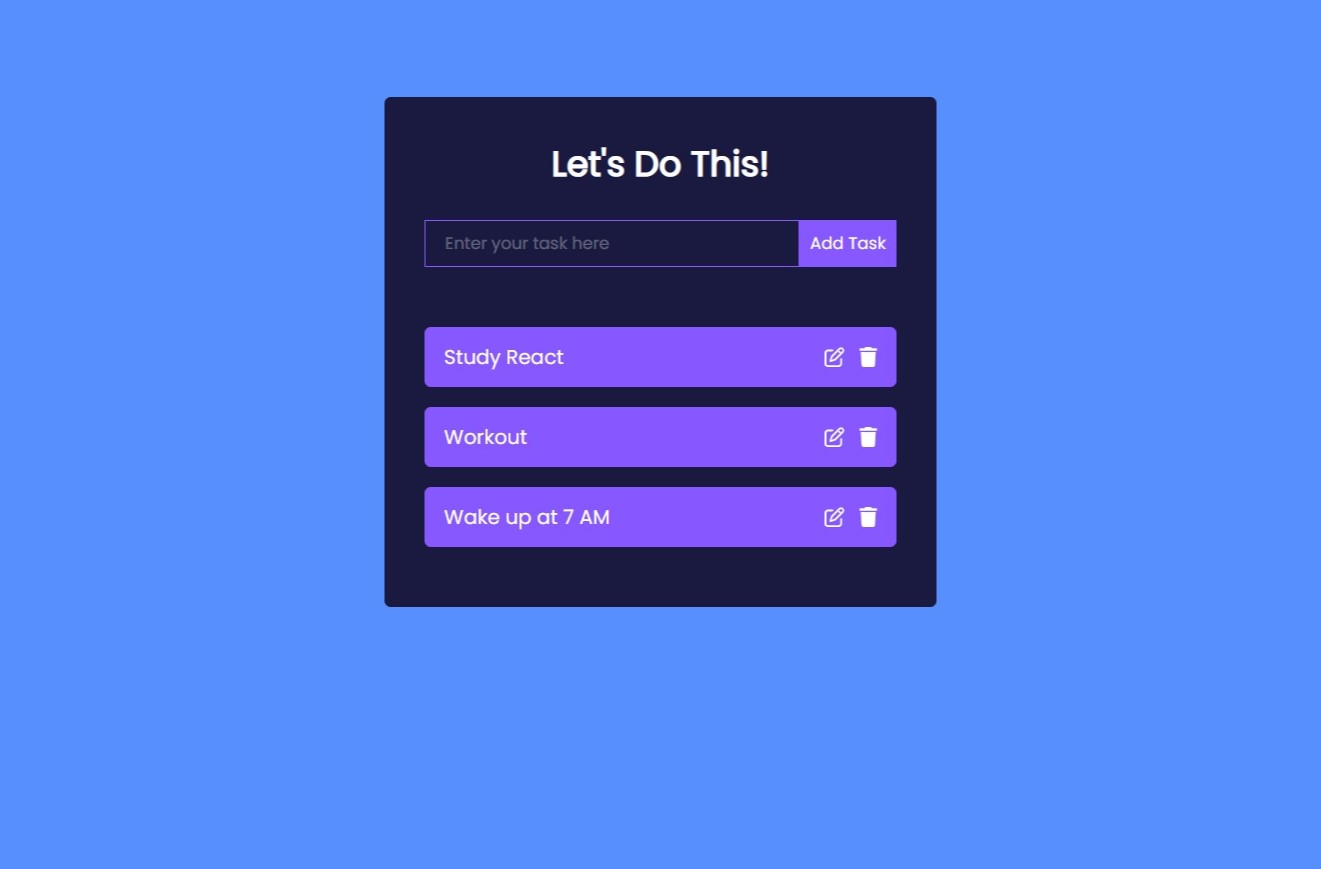 Let's Do This!
Enter your task here
Add Task
Study React
Workout
Wake up at 7 AM